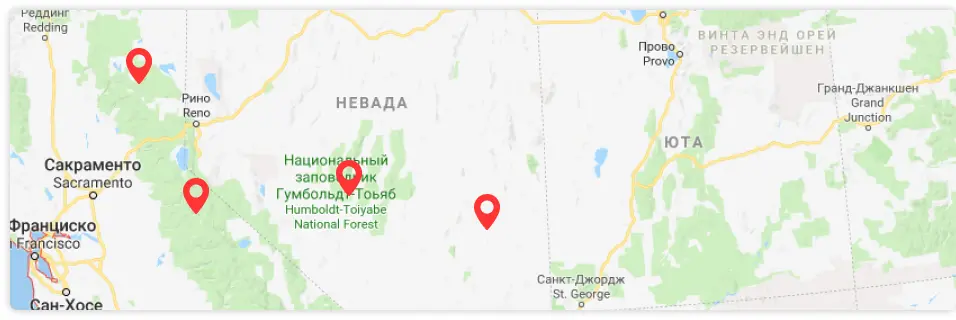 Реддинг
Redding
Прово
Provo
ВИНТА ЭНД ОРЕЙ
РЕЗЕРВЕЙШЕН
Гранд-Джанкшен
Grand
Junction
Рино
Reno
НЕВАДА
ЮТА
Сакраменто
Sacramento
Национальный
заповедник
Гумбольдт-Тоьяб
Humboldt-Toiyabe
National Forest
Франциско
Francisco
Санкт-Джордж
St. George
Сан-Хосе